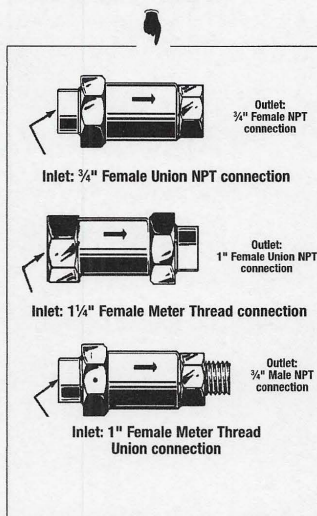 Outlet:
¾" Female NPT
connection
Inlet: ¾" Female Union NPT connection
Outlet:
1" Female Union NPT
connection
Inlet: 1¼" Female Meter Thread connection
Outlet:
¾" Male NPT
connection
Inlet: 1" Female Meter Thread
Union connection